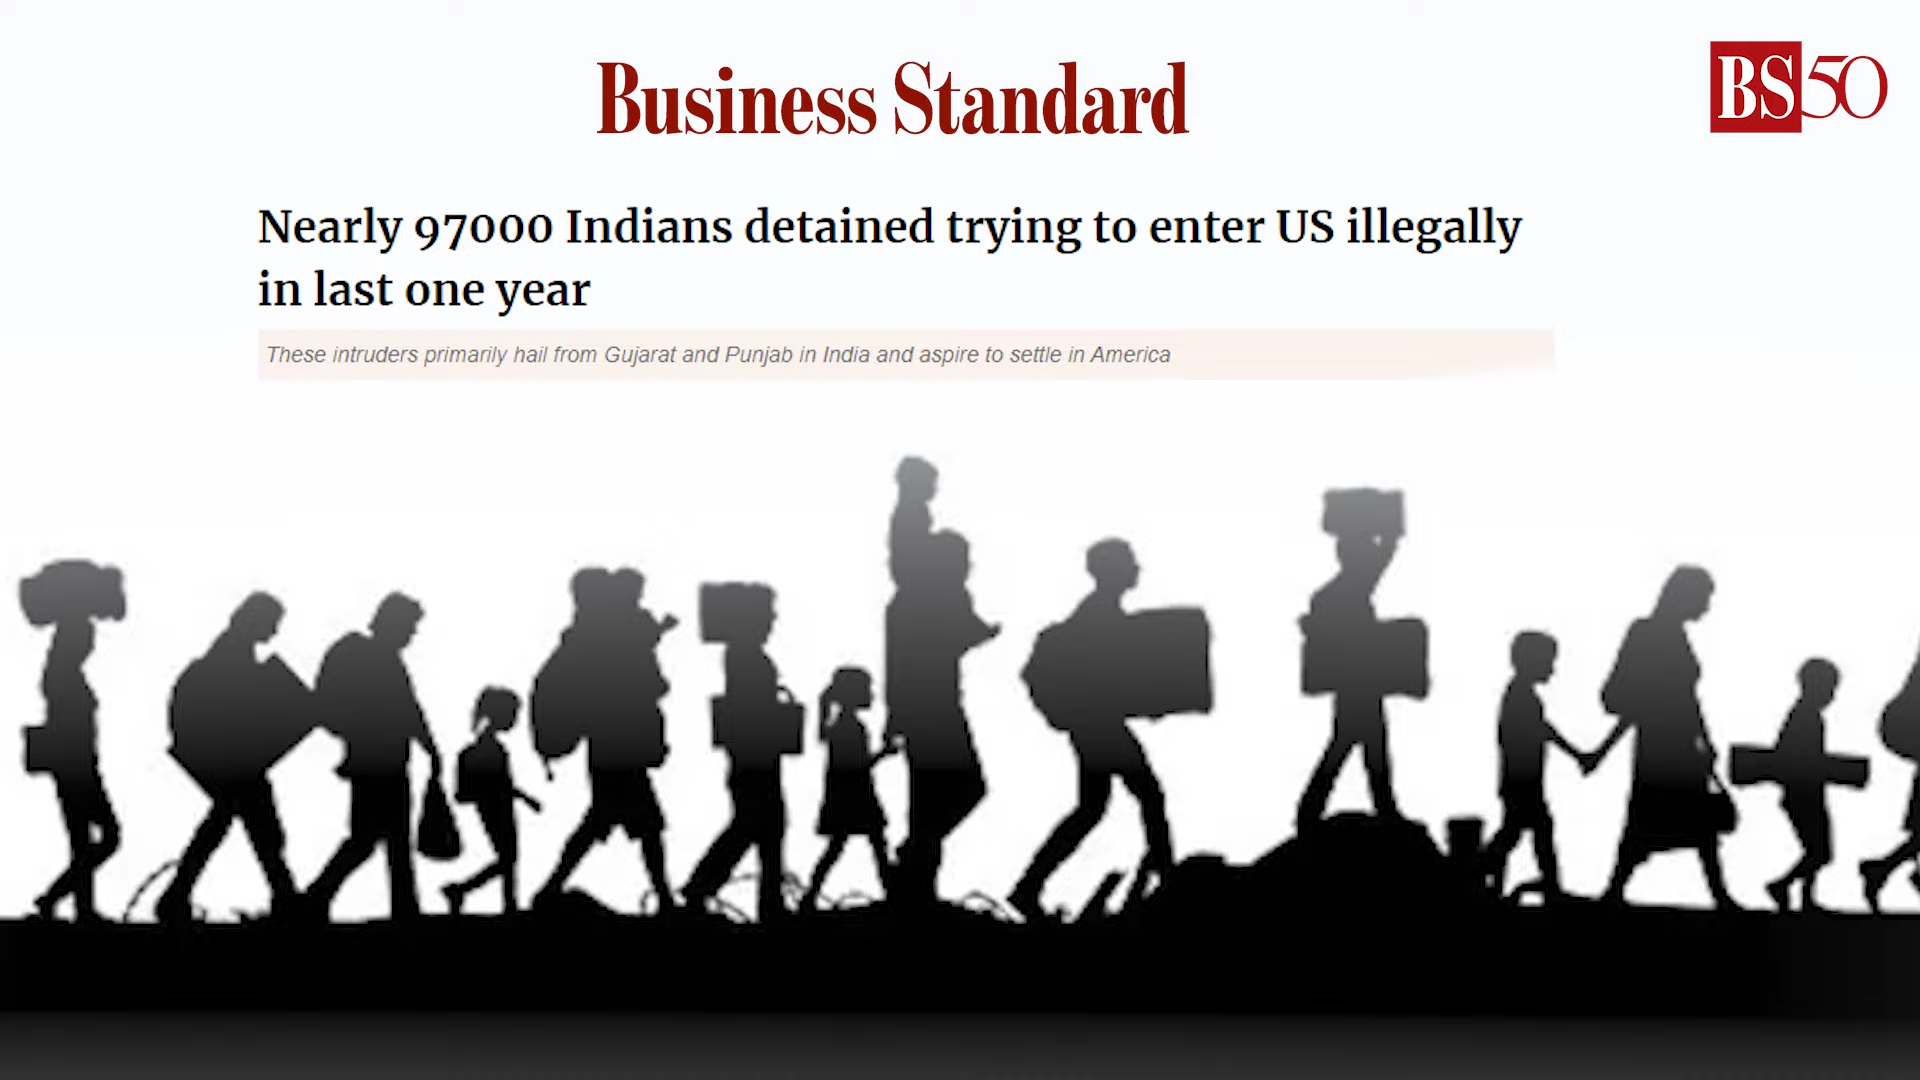 Business Standard
BS50
Nearly 97000 Indians detained trying to enter US illegally
in last one year
These intruders primarily hail from Gujarat and Punjab in India and aspire to settle in America